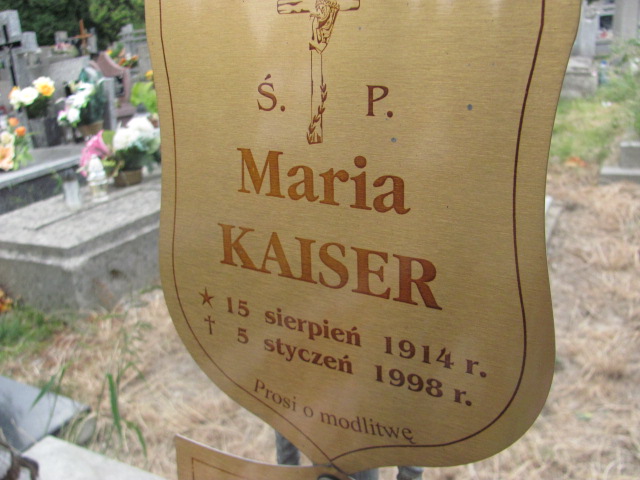 Ś. P.
Maria
KAISER
★ 15 sierpień 1914 r.
† 5 styczeń 1998 r.
Prosi o modlitwę